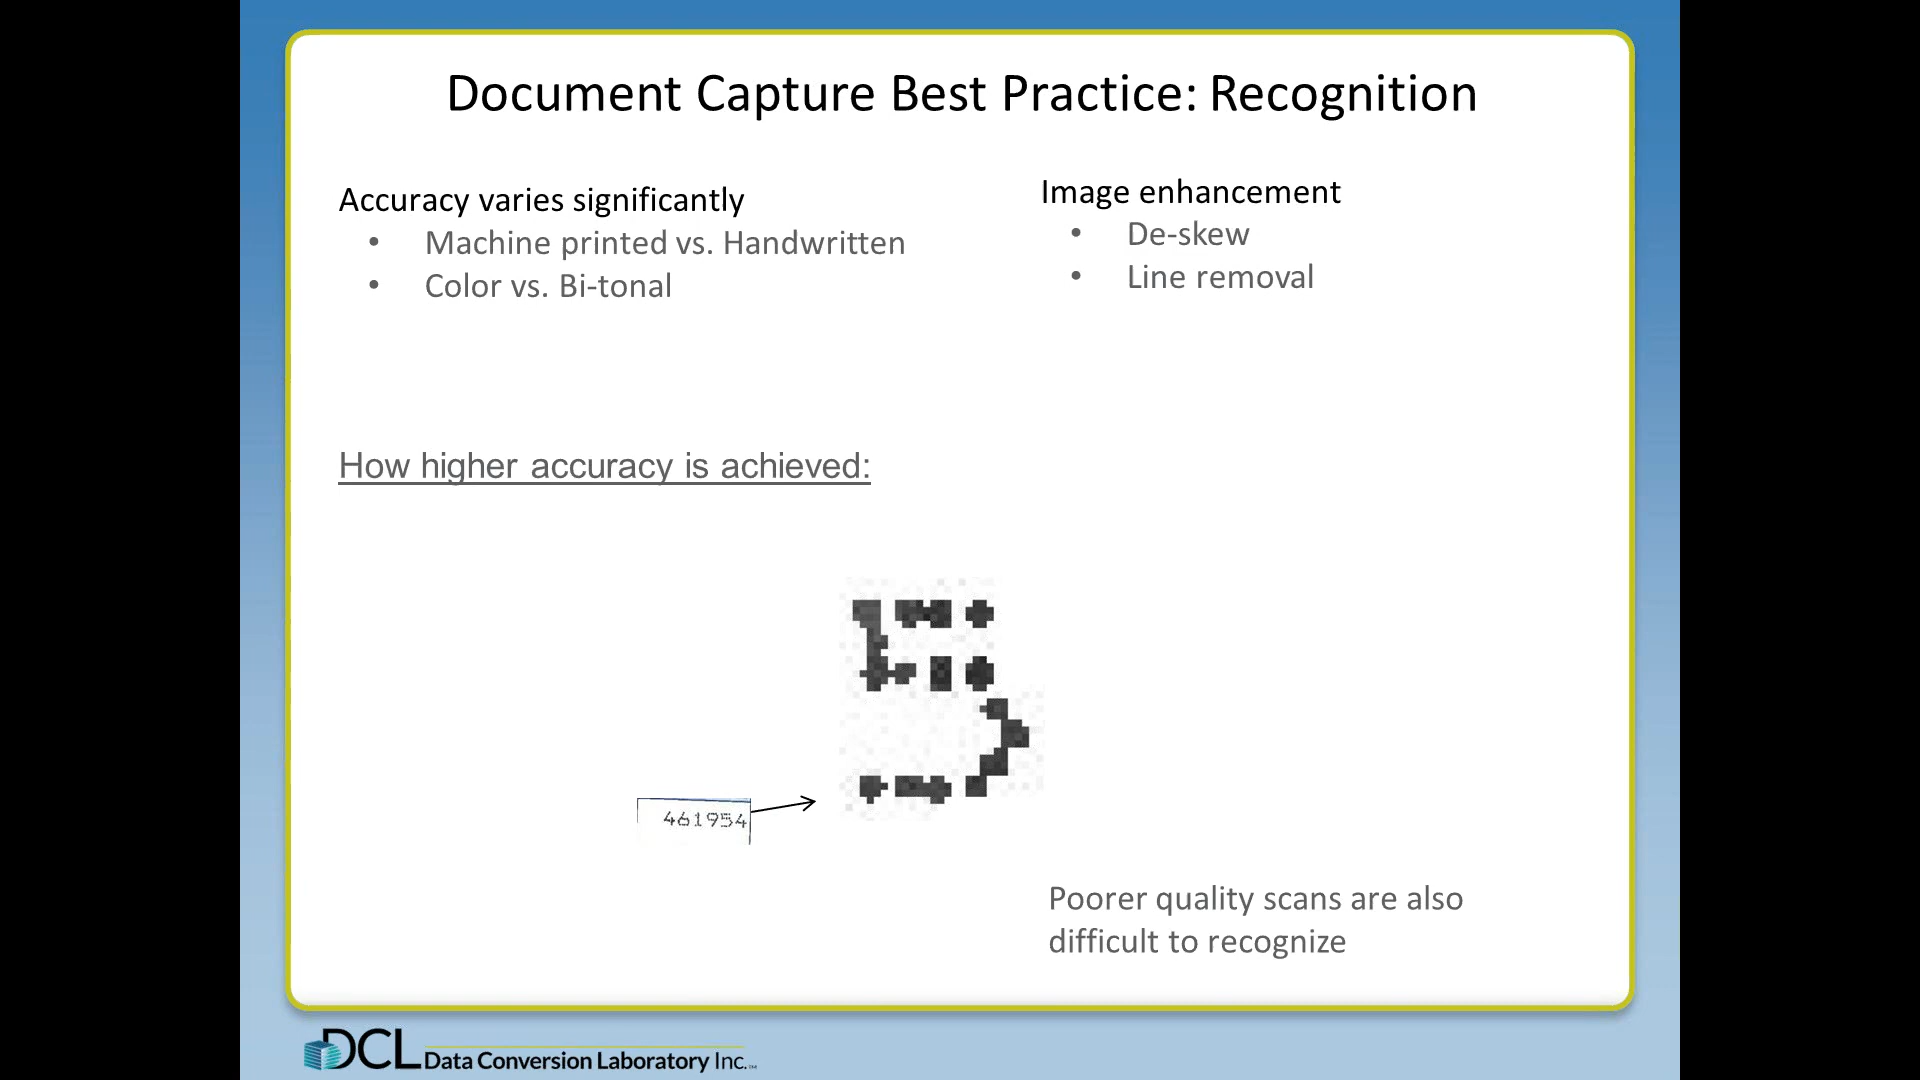 Document Capture Best Practice: Recognition
Accuracy varies significantly
• Machine printed vs. Handwritten
• Color vs. Bi-tonal
Image enhancement
• De-skew
• Line removal
How higher accuracy is achieved:
5
461954
Poorer quality scans are also
difficult to recognize
DCL Data Conversion Laboratory Inc.™